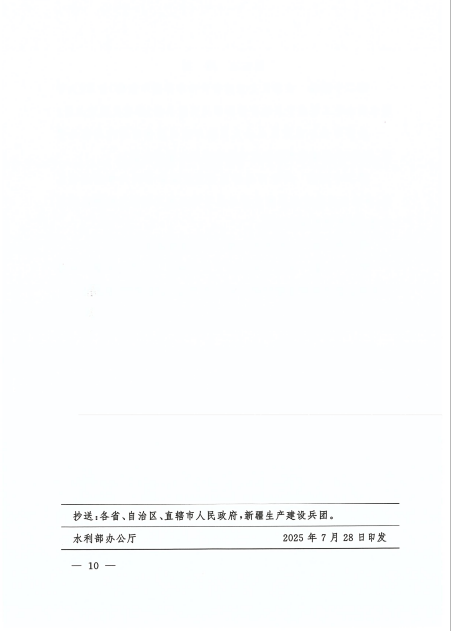 抄送：各省、自治区、直辖市人民政府，新疆生产建设兵团。
水利部办公厅 2025 年 7 月 28 日印发
— 10 —